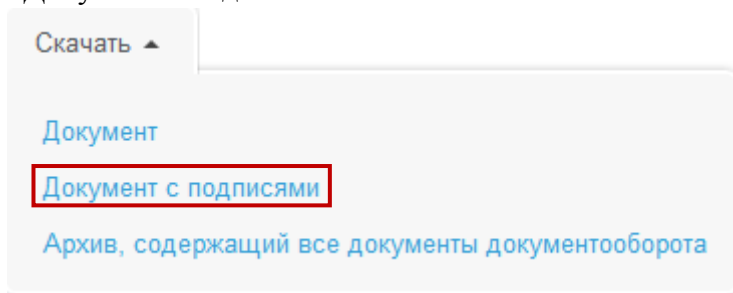 Скачать
Документ
Документ с подписями
Архив, содержащий все документы документооборота